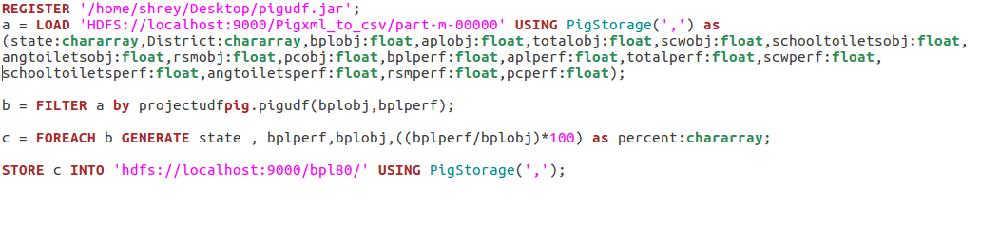 REGISTER '/home/shrey/Desktop/pigudf.jar';
a = LOAD 'HDFS://localhost:9000/Pigxml_to_csv/part-m-00000' USING PigStorage(',') as
(state:chararray,District:chararray,bplobj:float,aplobj:float,totalobj:float,scwobj:float,schooltoiletsobj:float,
angtoiletsobj:float,rsmobj:float,pcobj:float,bplperf:float,aplperf:float,totalperf:float,scwperf:float,
schooltoiletsperf:float,angtoiletsperf:float,rsmperf:float,pcperf:float);
b = FILTER a by projectudfpig.pigudf(bplobj,bplperf);
c = FOREACH b GENERATE state , bplperf,bplobj,((bplperf/bplobj)*100) as percent:chararray;
STORE c INTO 'hdfs://localhost:9000/bpl80/' USING PigStorage(',');